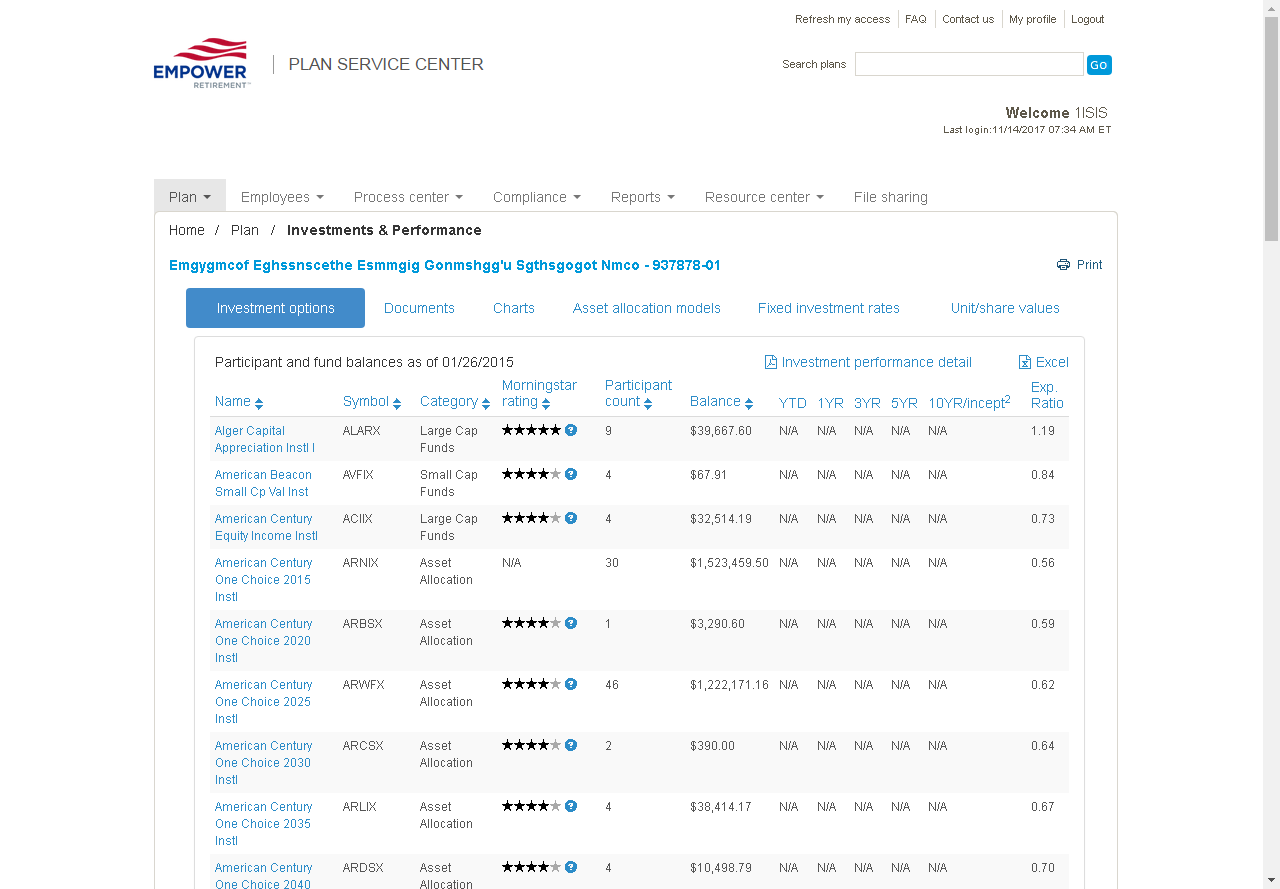 Refresh my access FAQ Contact us My profile Logout
EMPOWER
RETIREMENT™
PLAN SERVICE CENTER
Search plans Go
Welcome 1ISIS
Last login:11/14/2017 07:34 AM ET
Plan Employees Process center Compliance Reports Resource center File sharing
Home / Plan / Investments & Performance
Emgygmcof Eghssnscethe Esmmgig Gonmshgg'u Sgthsgogot Nmco - 937878-01 Print
Investment options Documents Charts Asset allocation models Fixed investment rates Unit/share values
Participant and fund balances as of 01/26/2015 Investment performance detail Excel
Name Symbol Category Morningstar rating Participant count Balance YTD 1YR 3YR 5YR 10YR/incept2 Exp. Ratio
Alger Capital ALARX Large Cap ★★★★★ ? 9 $39,667.60 N/A N/A N/A N/A N/A 1.19
Appreciation Instl I Funds
American Beacon AVFIX Small Cap ★★★★★ ? 4 $67.91 N/A N/A N/A N/A N/A 0.84
Small Cp Val Inst Funds
American Century ACIIX Large Cap ★★★★★ ? 4 $32,514.19 N/A N/A N/A N/A N/A 0.73
Equity Income Instl Funds
American Century ARNIX Asset N/A 30 $1,523,459.50 N/A N/A N/A N/A N/A 0.56
One Choice 2015 Allocation
Instl
American Century ARBSX Asset ★★★★★ ? 1 $3,290.60 N/A N/A N/A N/A N/A 0.59
One Choice 2020 Allocation
Instl
American Century ARWFX Asset ★★★★★ ? 46 $1,222,171.16 N/A N/A N/A N/A N/A 0.62
One Choice 2025 Allocation
Instl
American Century ARCSX Asset ★★★★★ ? 2 $390.00 N/A N/A N/A N/A N/A 0.64
One Choice 2030 Allocation
Instl
American Century ARLIX Asset ★★★★★ ? 4 $38,414.17 N/A N/A N/A N/A N/A 0.67
One Choice 2035 Allocation
Instl
American Century ARDSX Asset ★★★★★ ? 4 $10,498.79 N/A N/A N/A N/A N/A 0.70
One Choice 2040 Allocation